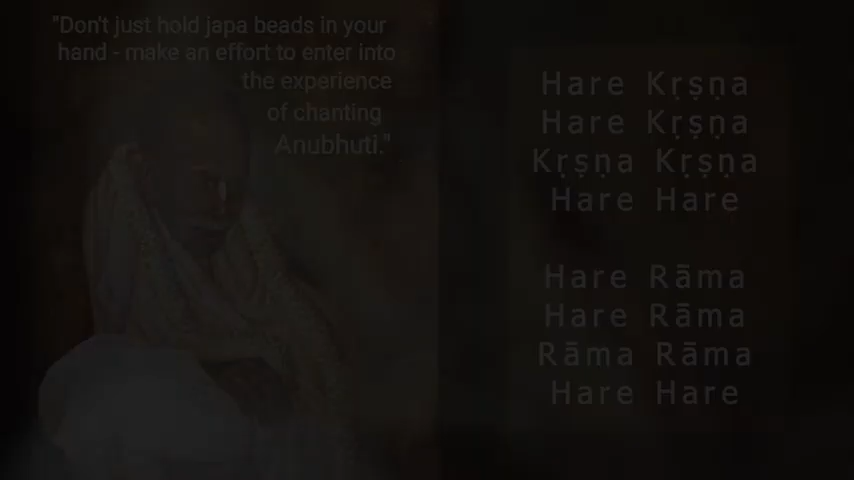 "Don't just hold japa beads in your
hand - make an effort to enter into
the experience
of chanting
Anubhuti."
Hare Kṛṣṇa
Hare Kṛṣṇa
Kṛṣṇa Kṛṣṇa
Hare Hare
Hare Rāma
Hare Rāma
Rāma Rāma
Hare Hare